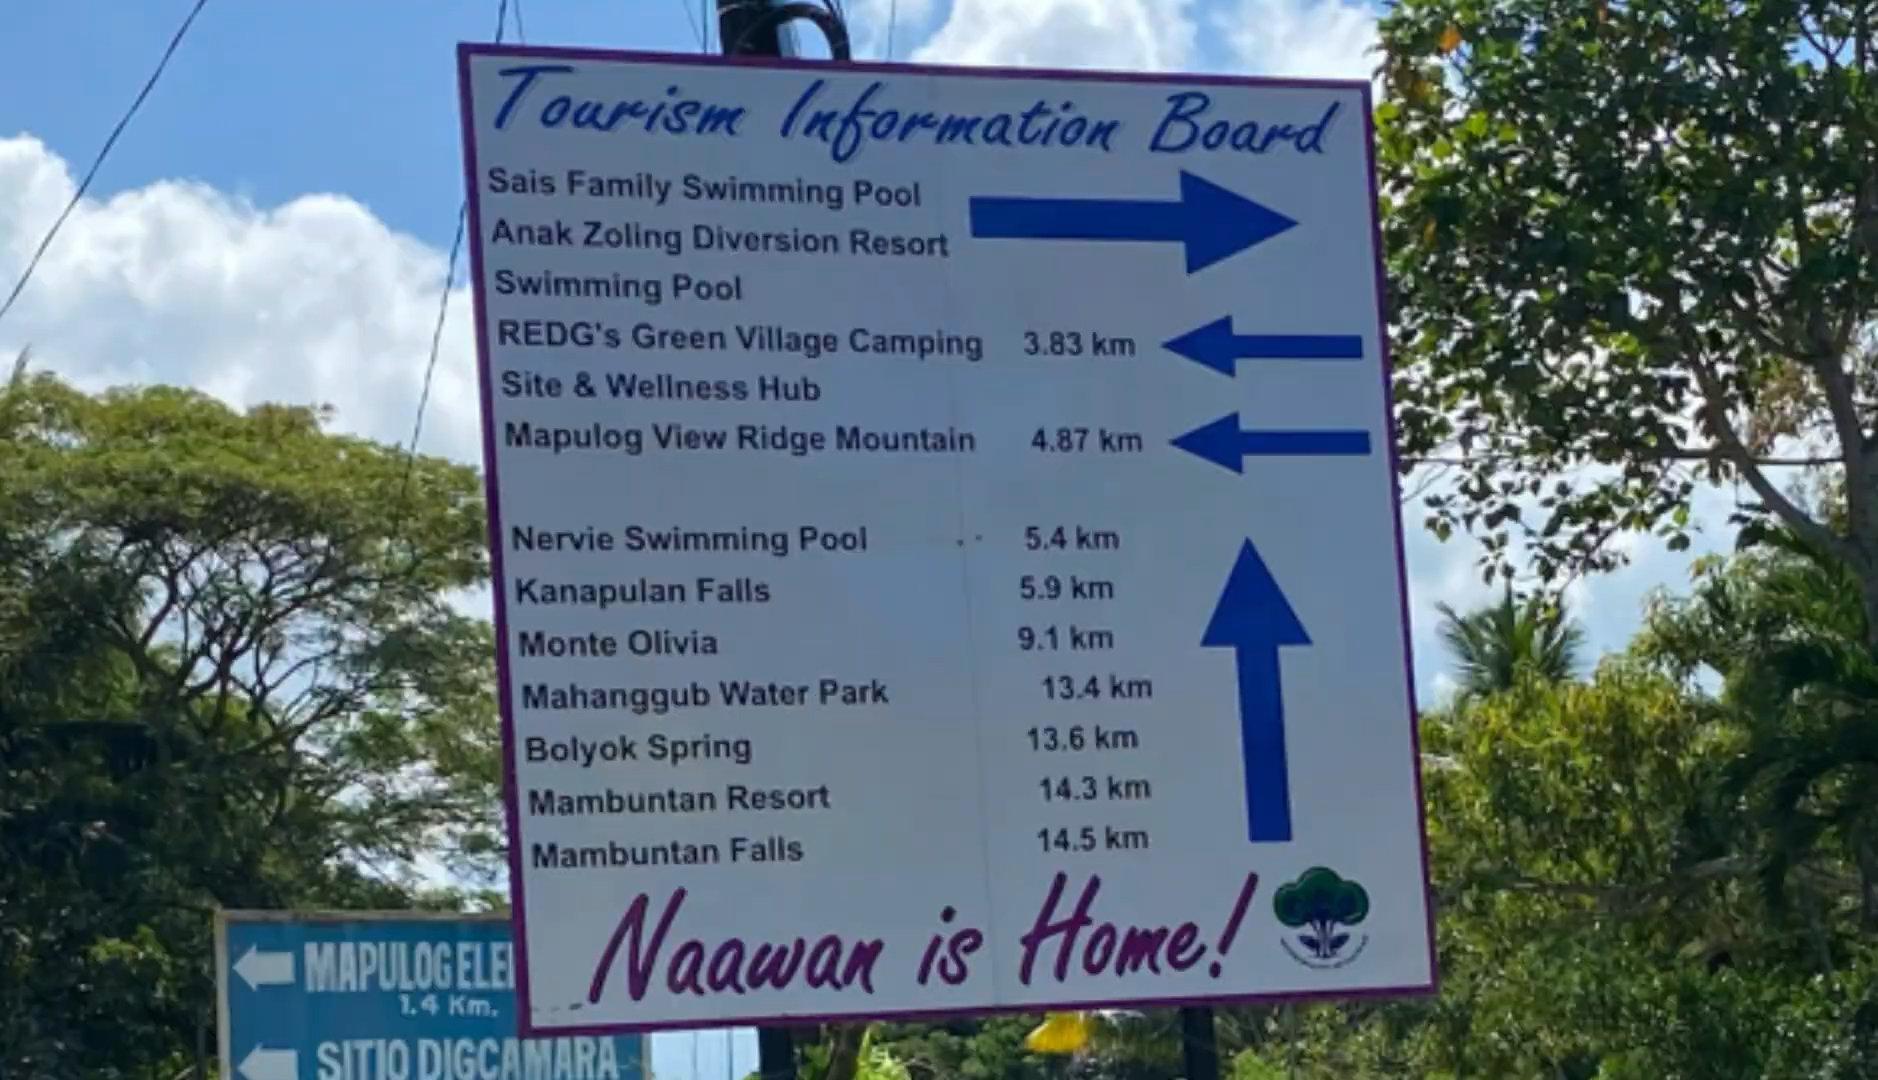 Tourism Information Board
Sais Family Swimming Pool
Anak Zoling Diversion Resort
Swimming Pool
REDG's Green Village Camping 3.83 km
Site & Wellness Hub
Mapulog View Ridge Mountain 4.87 km
Nervie Swimming Pool 5.4 km
Kanapulan Falls 5.9 km
Monte Olivia 9.1 km
Mahanggub Water Park 13.4 km
Bolyok Spring 13.6 km
Mambuntan Resort 14.3 km
Mambuntan Falls 14.5 km
Naawan is Home!
MAPULOG ELE
1.4 Km.
SITIO DIGCAMARA